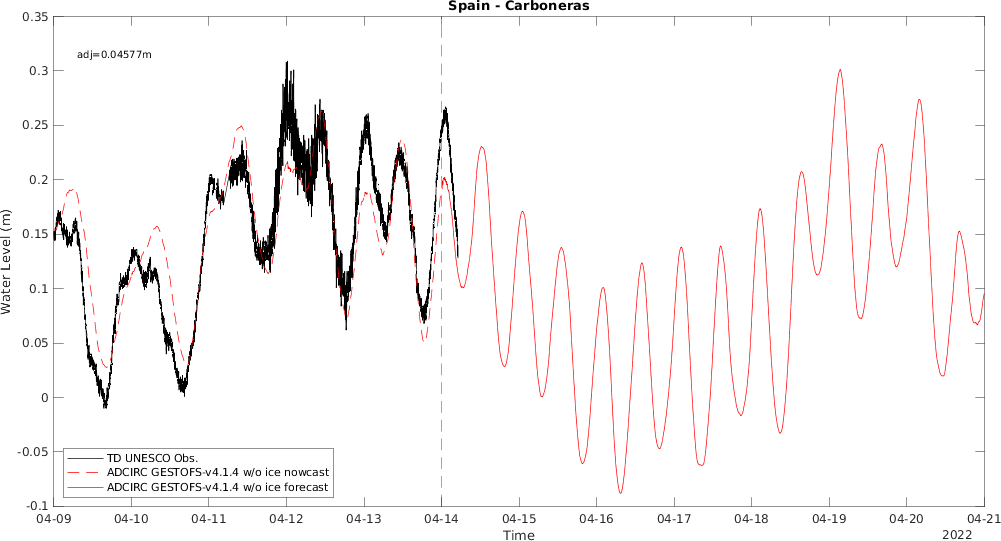 Spain - Carboneras
adj=0.04577m
0.35
0.3
0.25
0.2
0.15
0.1
0.05
0
-0.05
-0.1
Water Level (m)
TD UNESCO Obs.
ADCIRC GESTOFS-v4.1.4 w/o ice nowcast
ADCIRC GESTOFS-v4.1.4 w/o ice forecast
04-09 04-10 04-11 04-12 04-13 04-14 04-15 04-16 04-17 04-18 04-19 04-20 04-21
Time
2022